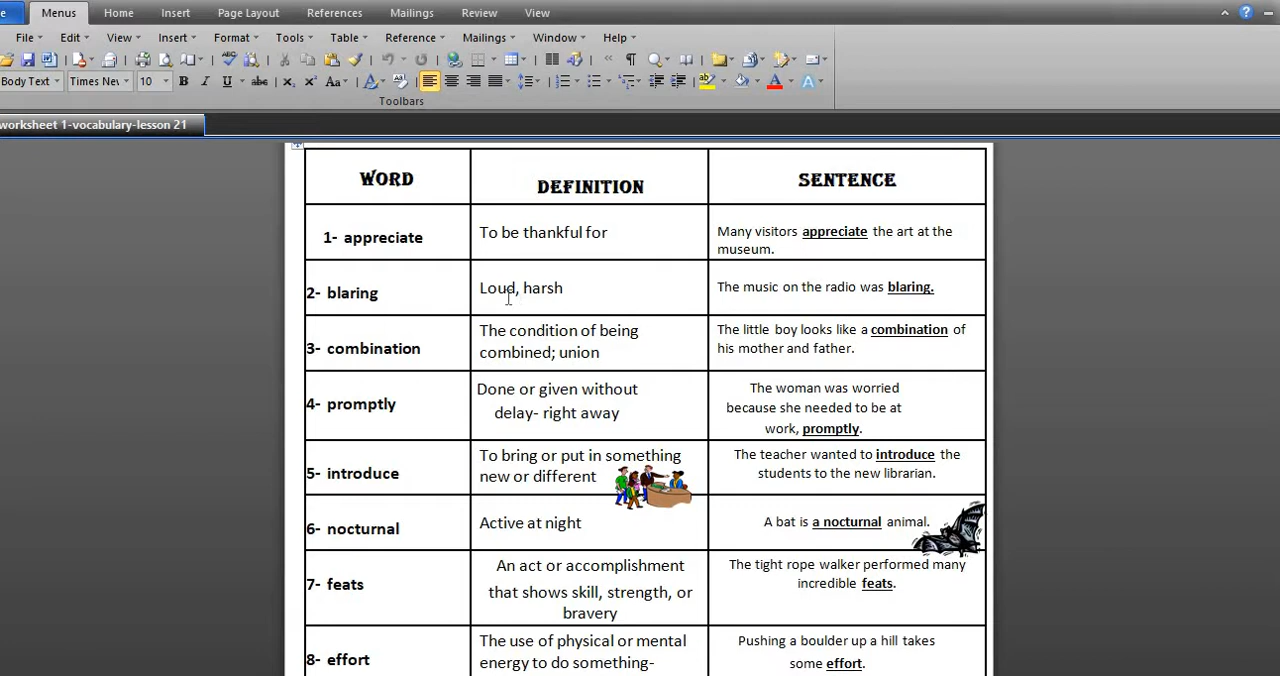 Menus Home Insert Page Layout References Mailings Review View
File Edit View Insert Format Tools Table Reference Mailings Window Help
Body Text Times Nev 10 B I U abc Aa
Toolbars
worksheet 1-vocabulary-lesson 21
WORD DEFINITION SENTENCE
1- appreciate
To be thankful for
Many visitors appreciate the art at the
museum.
2- blaring
Loud, harsh
The music on the radio was blaring.
3- combination
The condition of being
combined; union
The little boy looks like a combination of
his mother and father.
4- promptly
Done or given without
delay- right away
The woman was worried
because she needed to be at
work, promptly.
5- introduce
To bring or put in something
new or different
The teacher wanted to introduce the
students to the new librarian.
6- nocturnal
Active at night
A bat is a nocturnal animal.
7- feats
An act or accomplishment
that shows skill, strength, or
bravery
The tight rope walker performed many
incredible feats.
8- effort
The use of physical or mental
energy to do something-
Pushing a boulder up a hill takes
some effort.